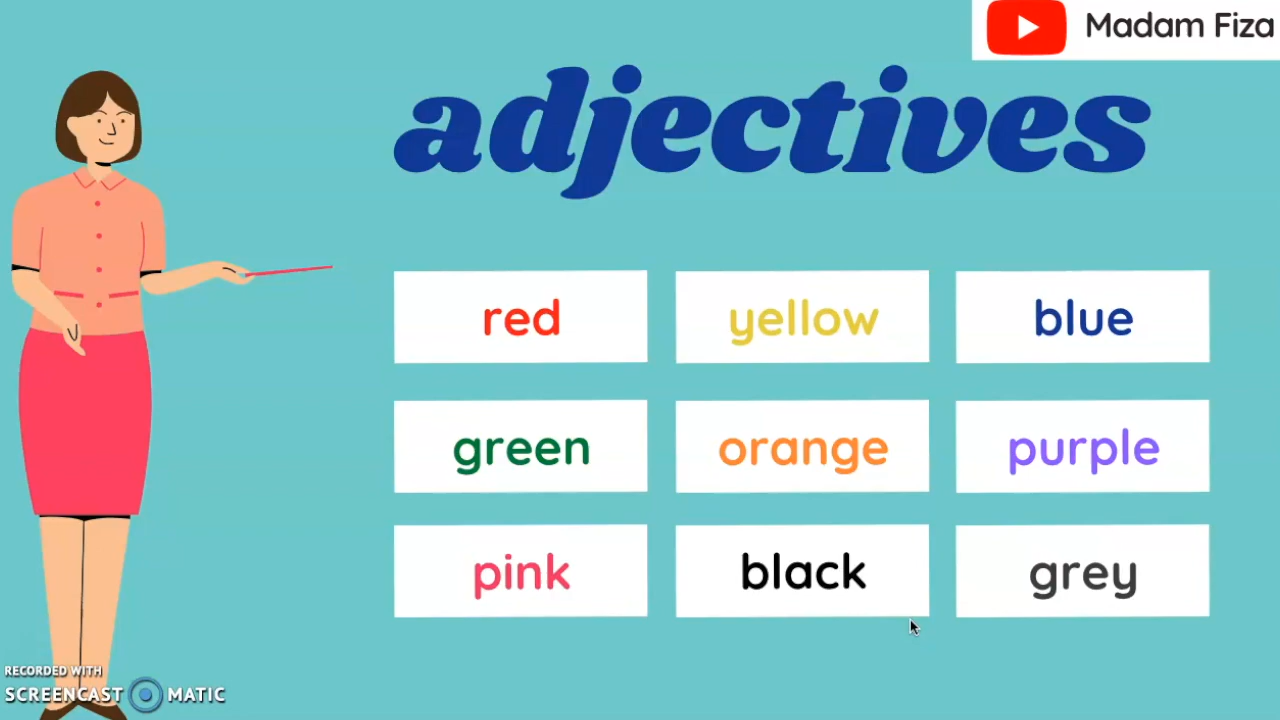 Madam Fiza
adjectives
red yellow blue
green orange purple
pink black grey
RECORDED WITH
SCREENCAST MATIC